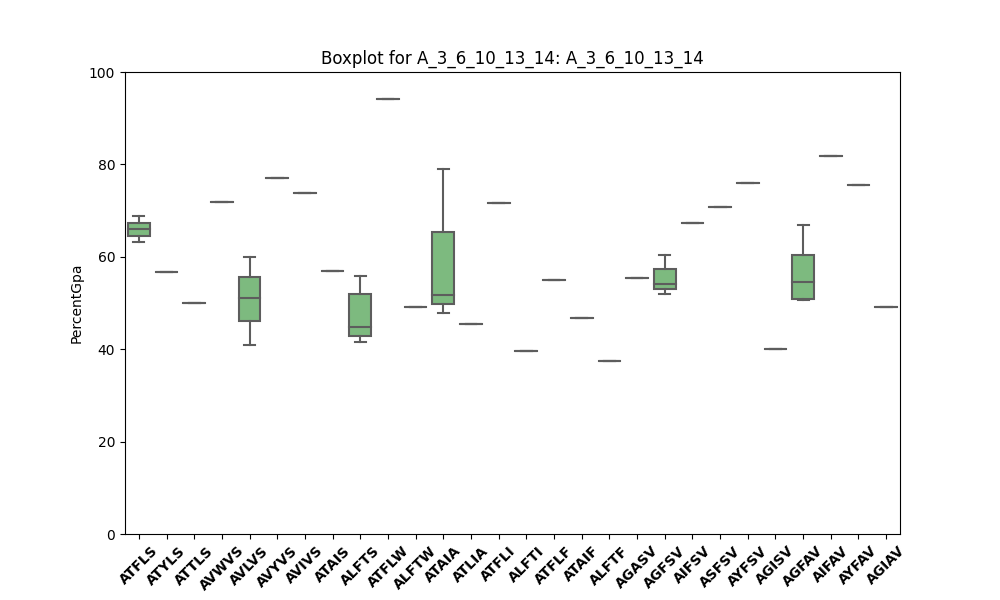 Boxplot for A_3_6_10_13_14: A_3_6_10_13_14
PercentGpa
100
80
60
40
20
0
ATFLS
ATYLS
ATTLS
AVWVS
AVLVS
AVYVS
AVIVS
ATAIS
ALFTS
ATFLW
ALFTW
ATAIA
ATLIA
ATFLI
ALFTI
ATFLF
ATAIF
ALFTF
AGASV
AGFSV
AIFSV
ASFSV
AYFSV
AGISV
AGFAV
AIFAV
AYFAV
AGIAV